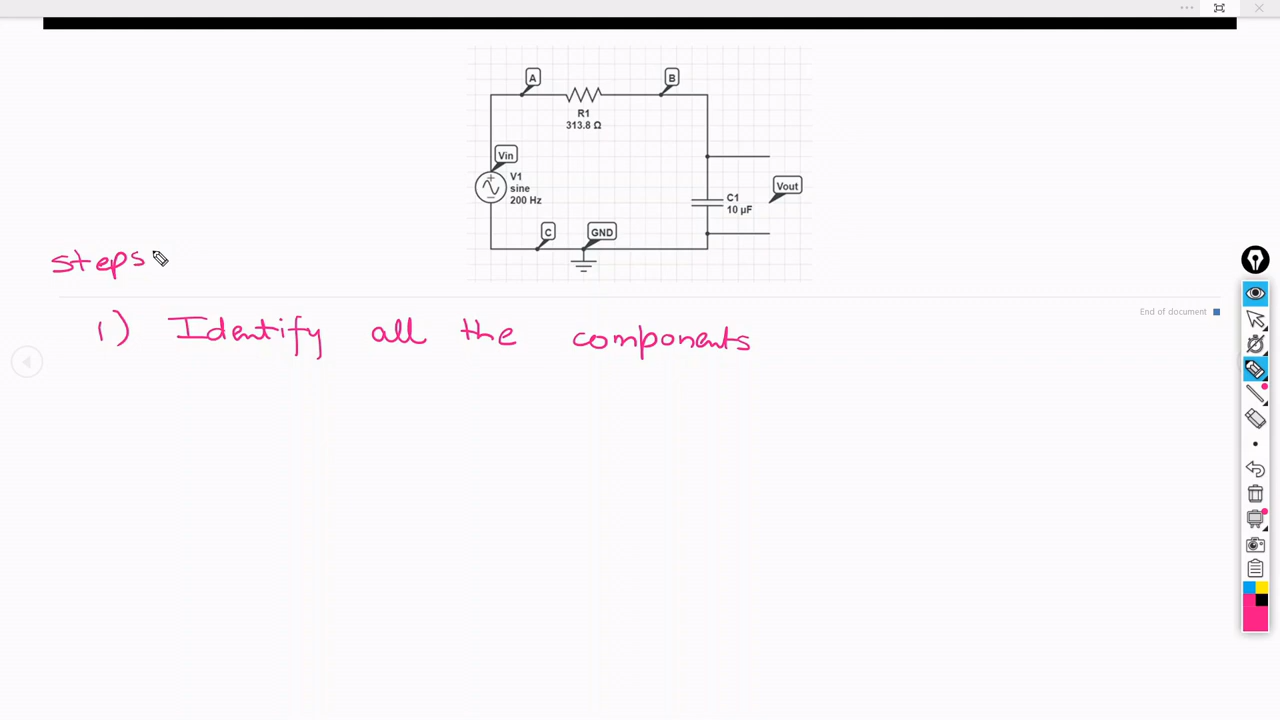 A
B
R1
313.8 Ω
Vin
V1
sine
200 Hz
C1
10 µF
Vout
C
GND
steps
End of document
1) Identify all the components